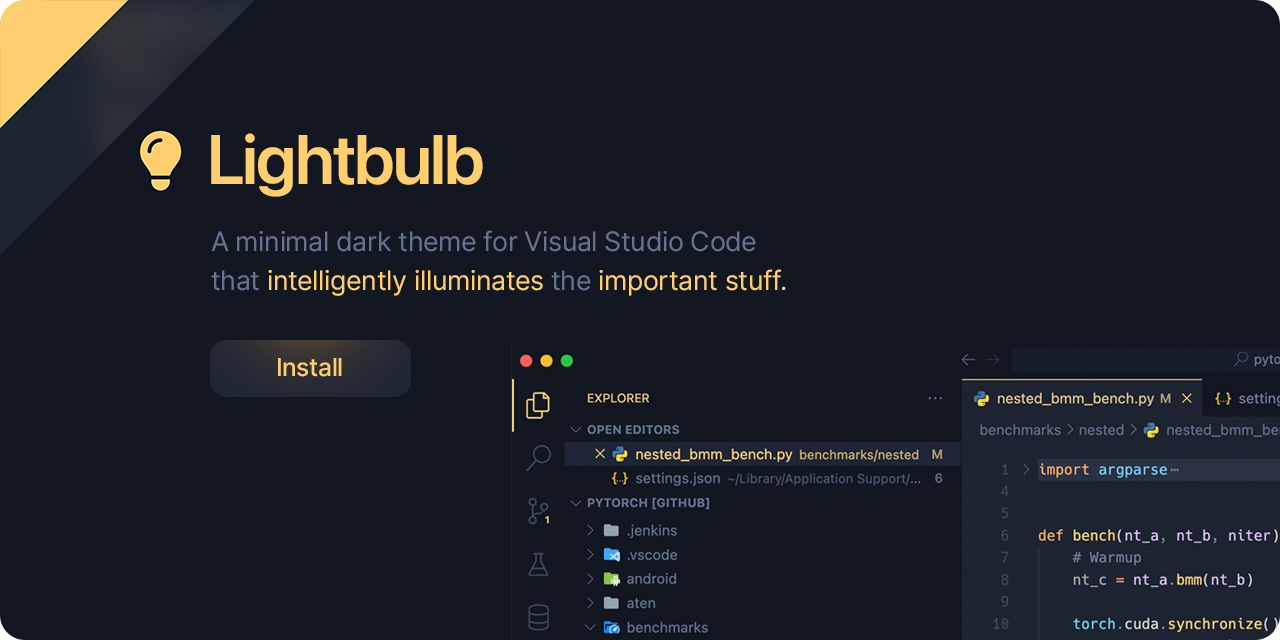 Lightbulb
A minimal dark theme for Visual Studio Code
that intelligently illuminates the important stuff.
Install
EXPLORER
OPEN EDITORS
nested_bmm_bench.py benchmarks/nested M
settings.json ~/Library/Application Support/... 6
PYTORCH [GITHUB]
1
.jenkins
.vscode
android
aten
benchmarks
pyto
nested_bmm_bench.py M
{..} setting
benchmarks > nested > nested_bmm_be
1 > import argparse
4
5
6 def bench(nt_a, nt_b, niter)
7 # Warmup
8 nt_c = nt_a.bmm(nt_b)
9
10 torch.cuda.synchronize()